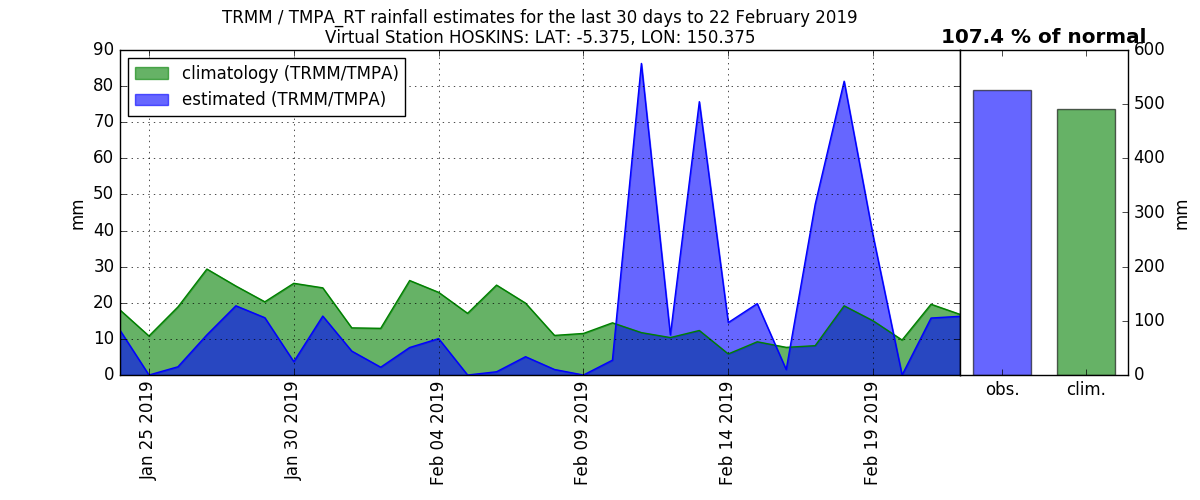 TRMM / TMPA_RT rainfall estimates for the last 30 days to 22 February 2019
Virtual Station HOSKINS: LAT: -5.375, LON: 150.375
107.4 % of normal
climatology (TRMM/TMPA)
estimated (TRMM/TMPA)
90
80
70
60
50
40
30
20
10
0
mm
Jan 25 2019
Jan 30 2019
Feb 04 2019
Feb 09 2019
Feb 14 2019
Feb 19 2019
600
500
400
300
200
100
0
mm
obs.
clim.